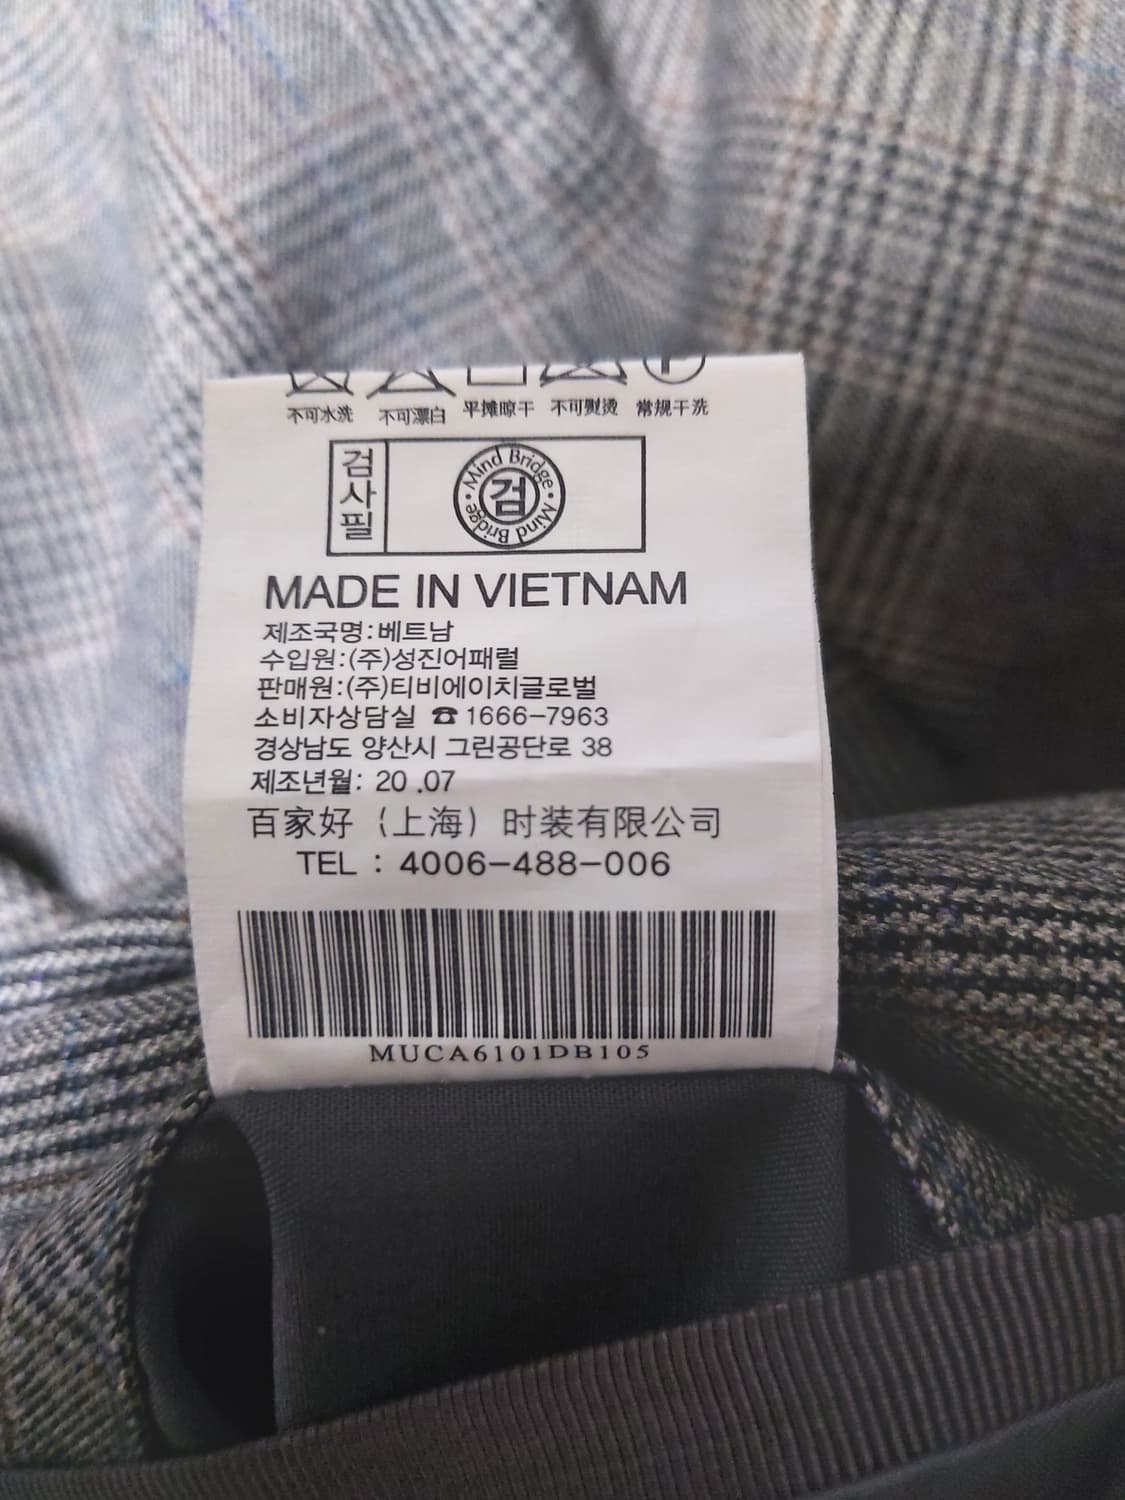 不可水洗 不可漂白 平摊晾干 不可熨烫 常规干洗
검사필
Mind Bridge · Mind Bridge ·
검
MADE IN VIETNAM
제조국명:베트남
수입원:(주)성진어패럴
판매원:(주)티비에이치글로벌
소비자상담실 ☎ 1666-7963
경상남도 양산시 그린공단로 38
제조년월: 20 .07
百家好（上海）时装有限公司
TEL : 4006-488-006
MUCA6101DB105